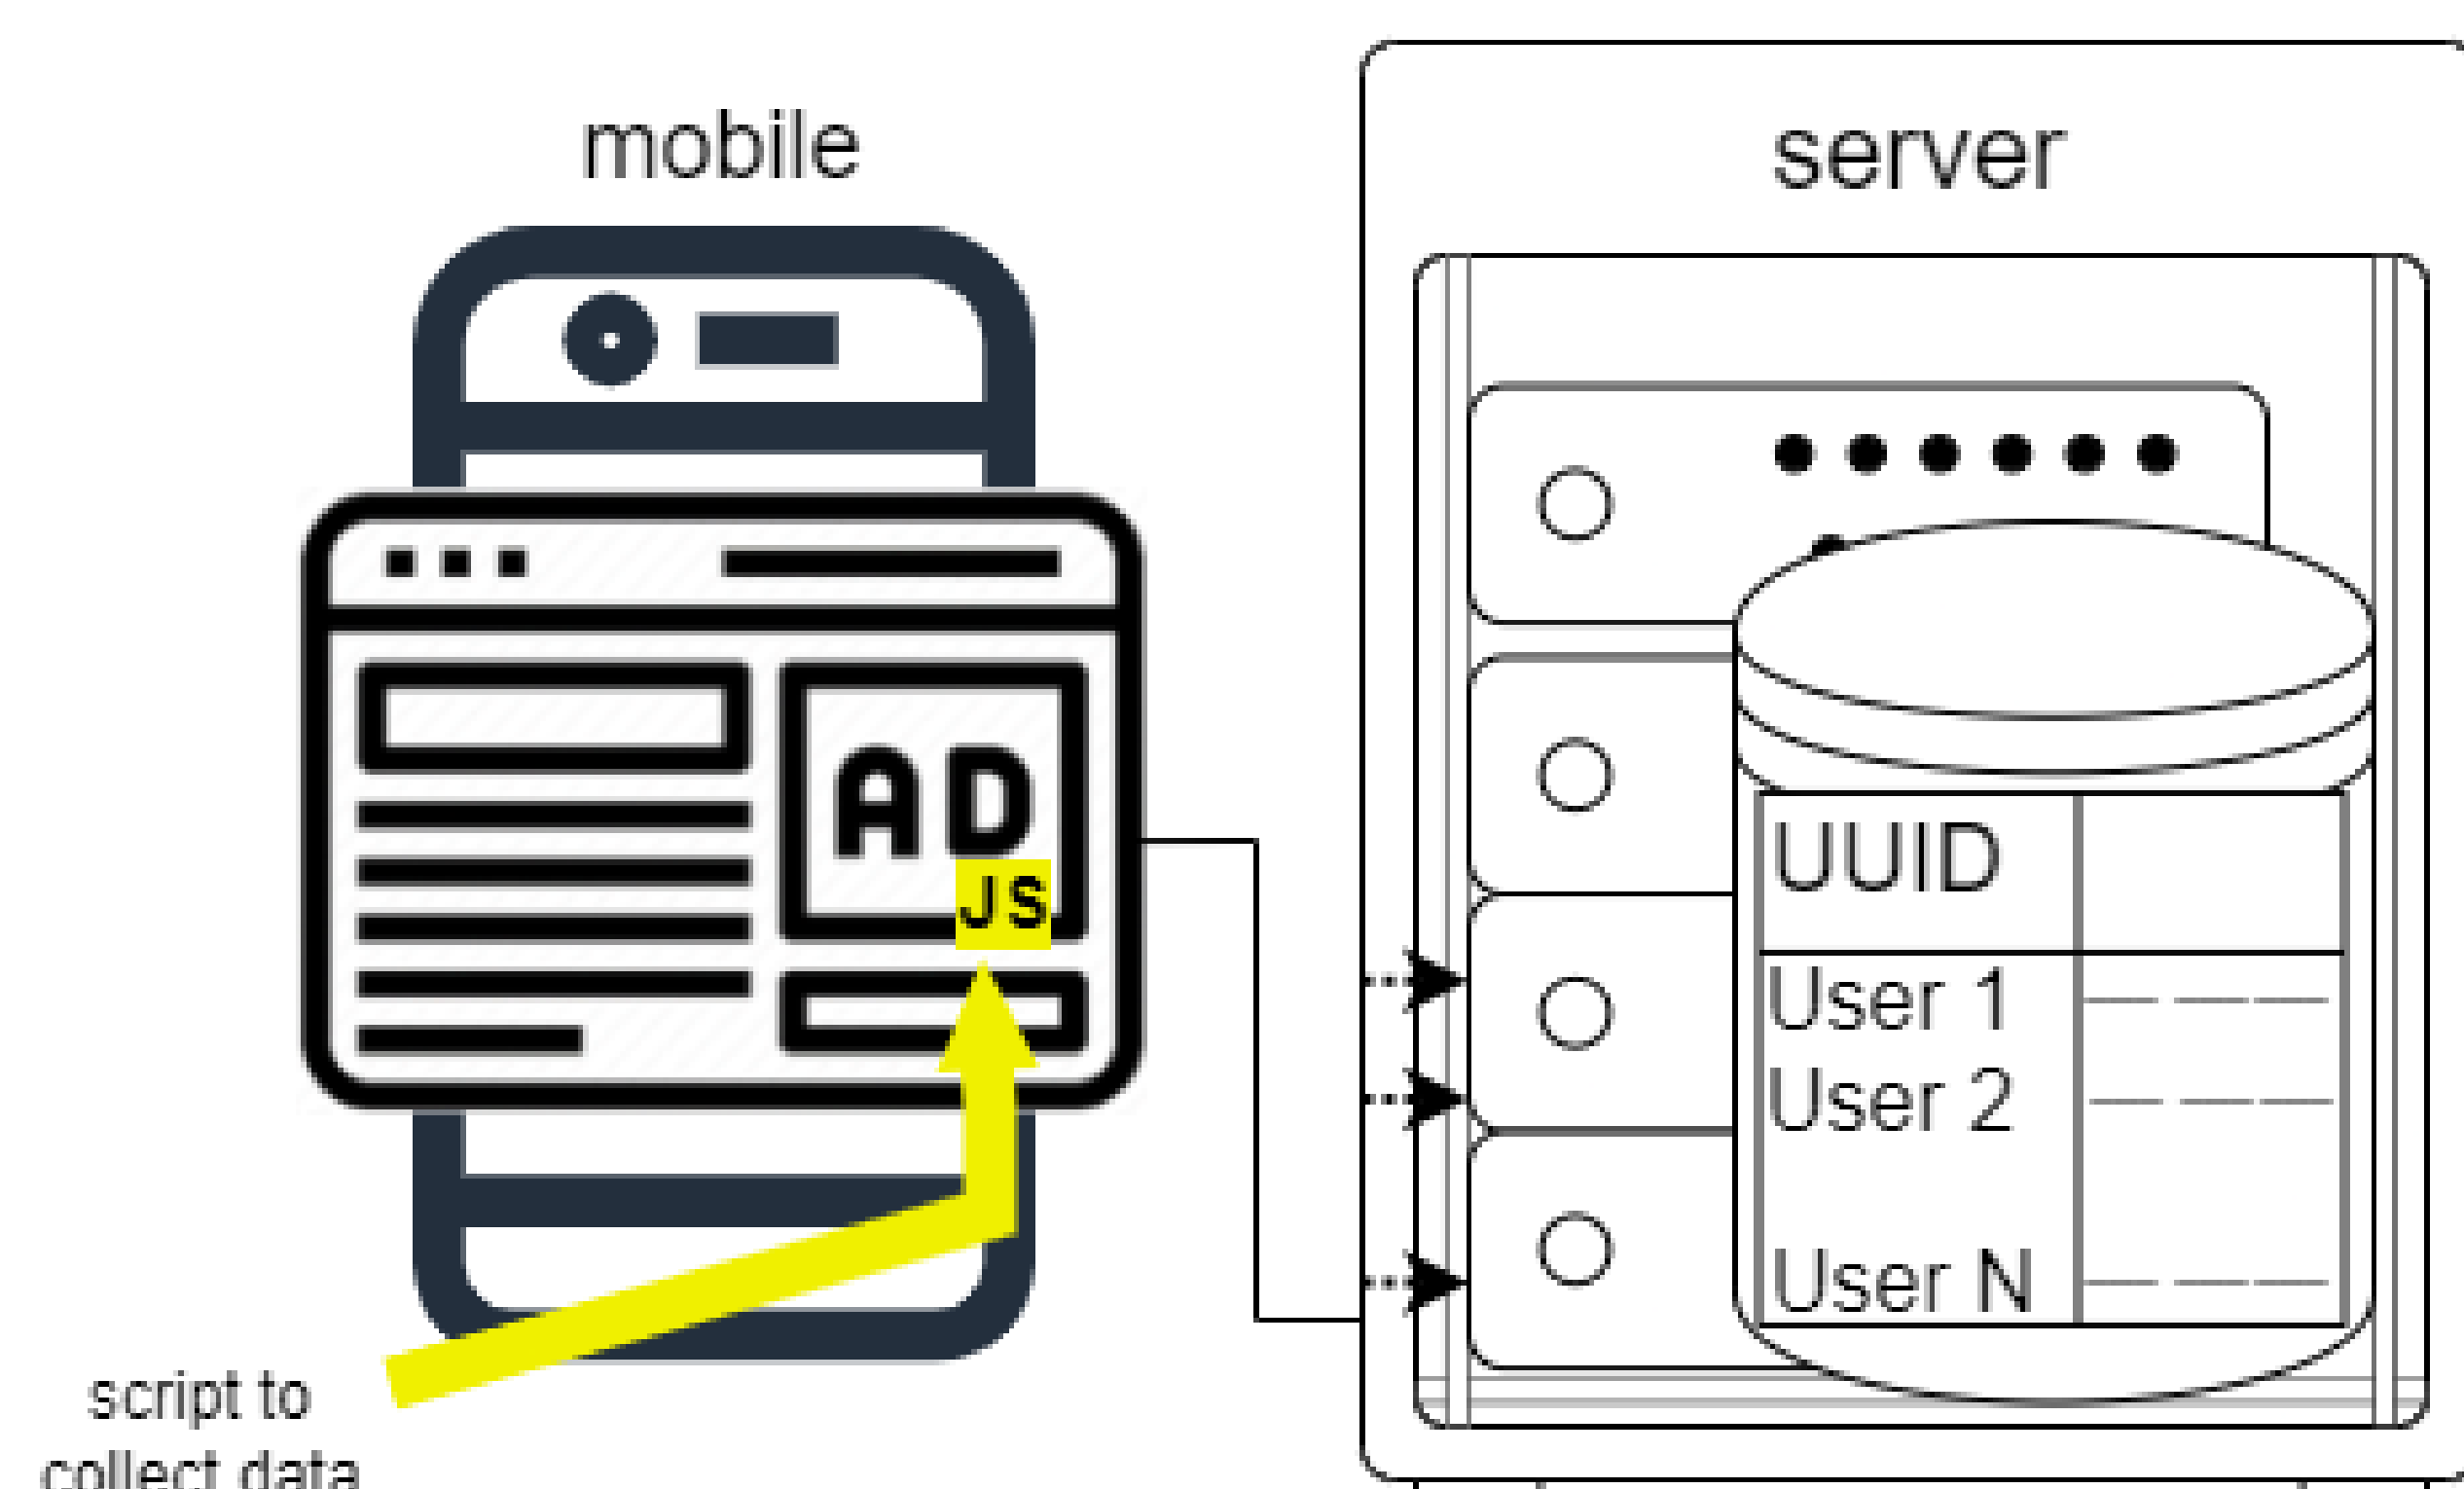 mobile
server
AD
JS
UUID
User 1
User 2
User N
script to
collect data